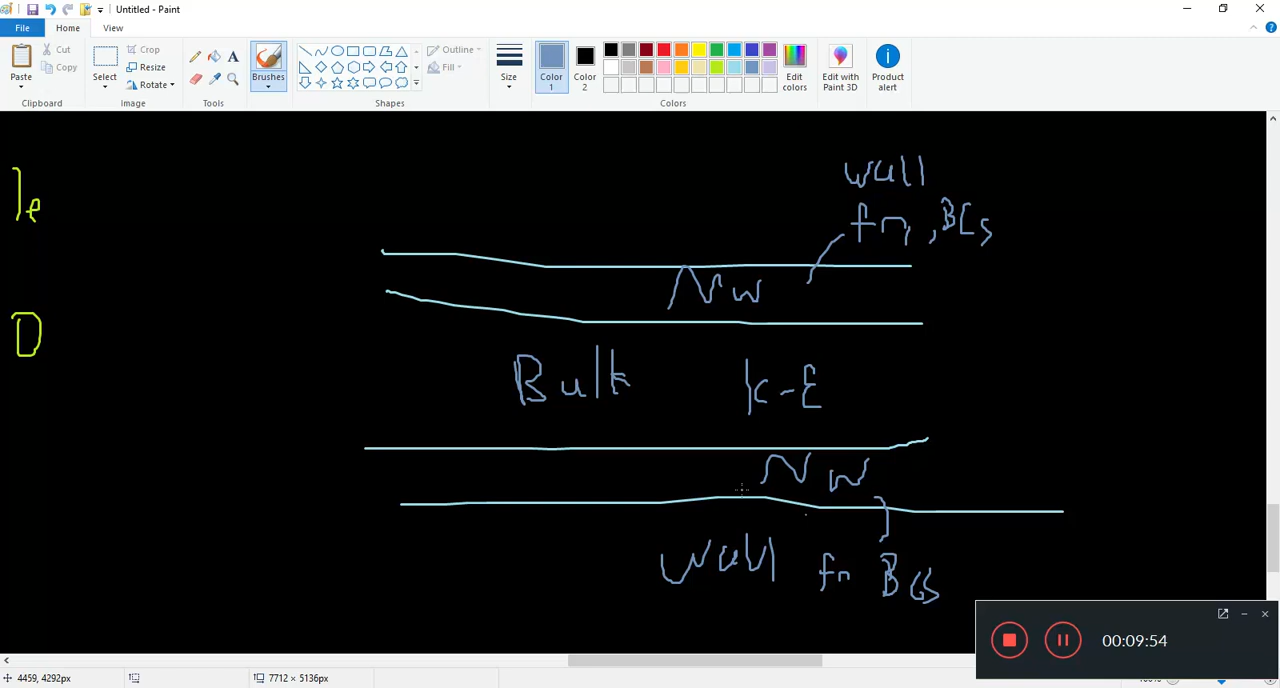 Untitled - Paint
File Home View
Paste
Cut
Copy
Clipboard
Select
Crop
Resize
Rotate
Image
Tools
Brushes
Shapes
Outline
Fill
Size
Color 1
Color 2
Edit colors
Colors
Edit with Paint 3D
Product alert
wall
fn, BCs
NW
Bulk K-E
NW
Wall fn BCs
D
00:09:54
4459, 4292px
7712 × 5136px